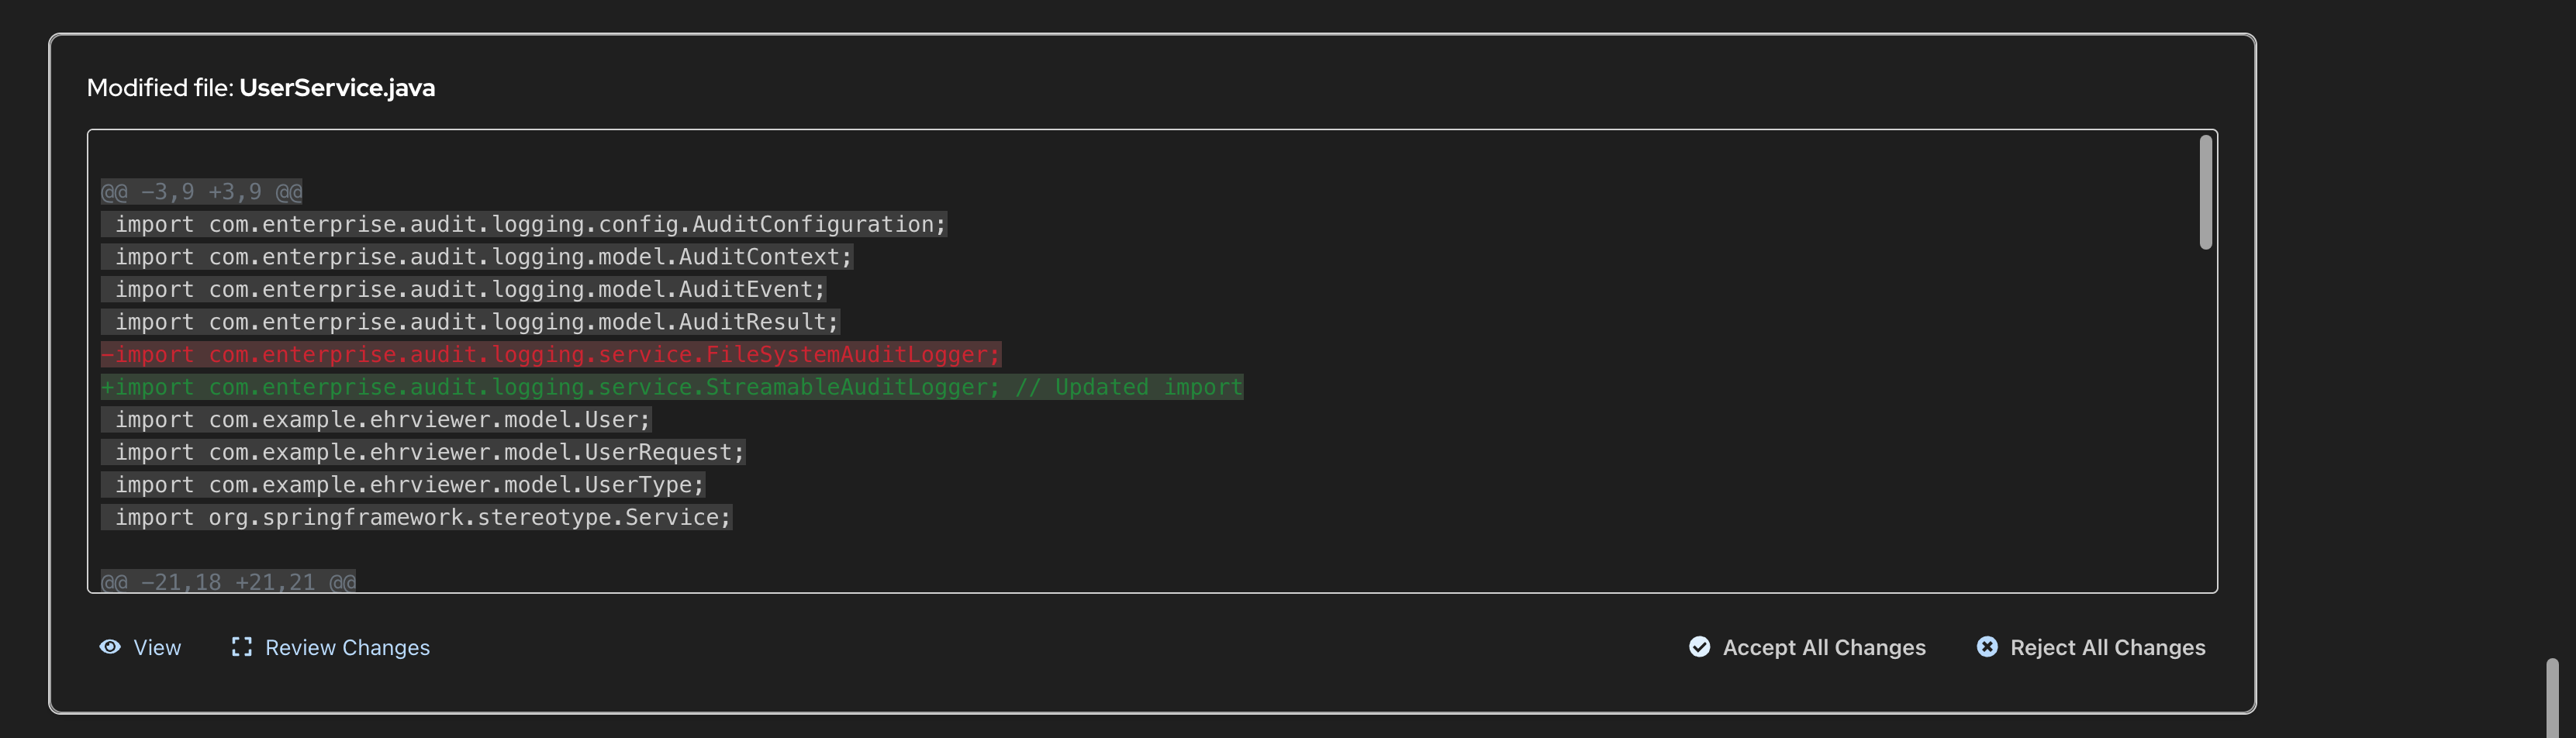 Modified file: UserService.java
@@ -3,9 +3,9 @@
import com.enterprise.audit.logging.config.AuditConfiguration;
import com.enterprise.audit.logging.model.AuditContext;
import com.enterprise.audit.logging.model.AuditEvent;
import com.enterprise.audit.logging.model.AuditResult;
-import com.enterprise.audit.logging.service.FileSystemAuditLogger;
+import com.enterprise.audit.logging.service.StreamableAuditLogger; // Updated import
import com.example.ehrviewer.model.User;
import com.example.ehrviewer.model.UserRequest;
import com.example.ehrviewer.model.UserType;
import org.springframework.stereotype.Service;
@@ -21,18 +21,21 @@
View Review Changes Accept All Changes Reject All Changes